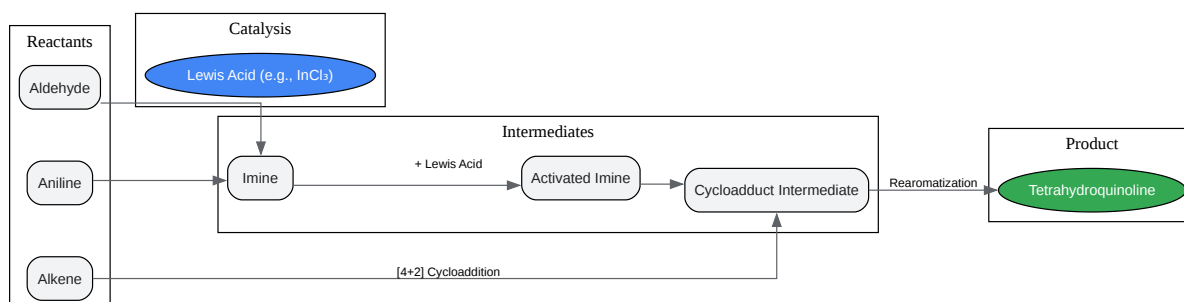 Reactants
Aldehyde
Aniline
Alkene
Catalysis
Lewis Acid (e.g., InCl₃)
Intermediates
Imine
+ Lewis Acid
Activated Imine
Cycloadduct Intermediate
[4+2] Cycloaddition
Rearomatization
Product
Tetrahydroquinoline